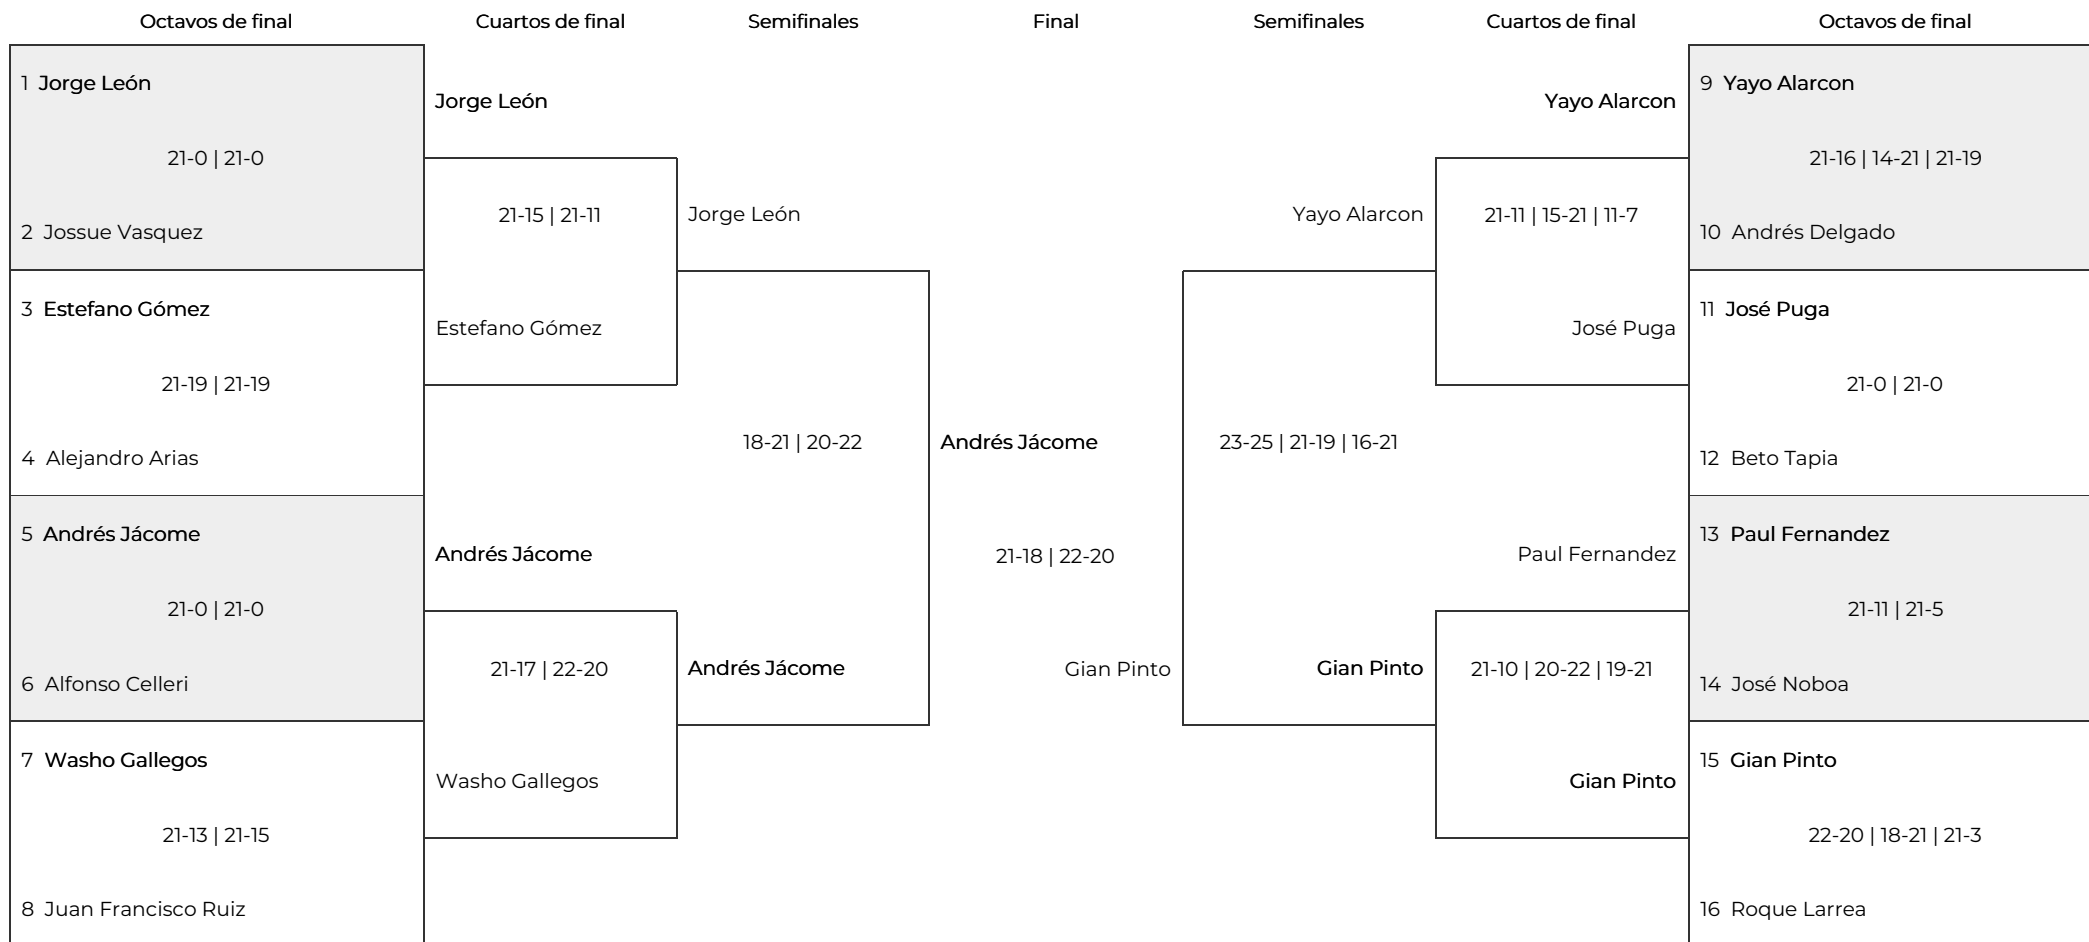 Octavos de final
Cuartos de final
Semifinales
Final
Semifinales
Cuartos de final
Octavos de final
1 Jorge León
21-0 | 21-0
2 Jossue Vasquez
3 Estefano Gómez
21-19 | 21-19
4 Alejandro Arias
5 Andrés Jácome
21-0 | 21-0
6 Alfonso Celleri
7 Washo Gallegos
21-13 | 21-15
8 Juan Francisco Ruiz
Jorge León
21-15 | 21-11
Estefano Gómez
Andrés Jácome
21-17 | 22-20
Washo Gallegos
Jorge León
18-21 | 20-22
Andrés Jácome
Andrés Jácome
21-18 | 22-20
Gian Pinto
Yayo Alarcon
23-25 | 21-19 | 16-21
Gian Pinto
Yayo Alarcon
21-11 | 15-21 | 11-7
José Puga
Paul Fernandez
21-10 | 20-22 | 19-21
Gian Pinto
9 Yayo Alarcon
21-16 | 14-21 | 21-19
10 Andrés Delgado
11 José Puga
21-0 | 21-0
12 Beto Tapia
13 Paul Fernandez
21-11 | 21-5
14 José Noboa
15 Gian Pinto
22-20 | 18-21 | 21-3
16 Roque Larrea